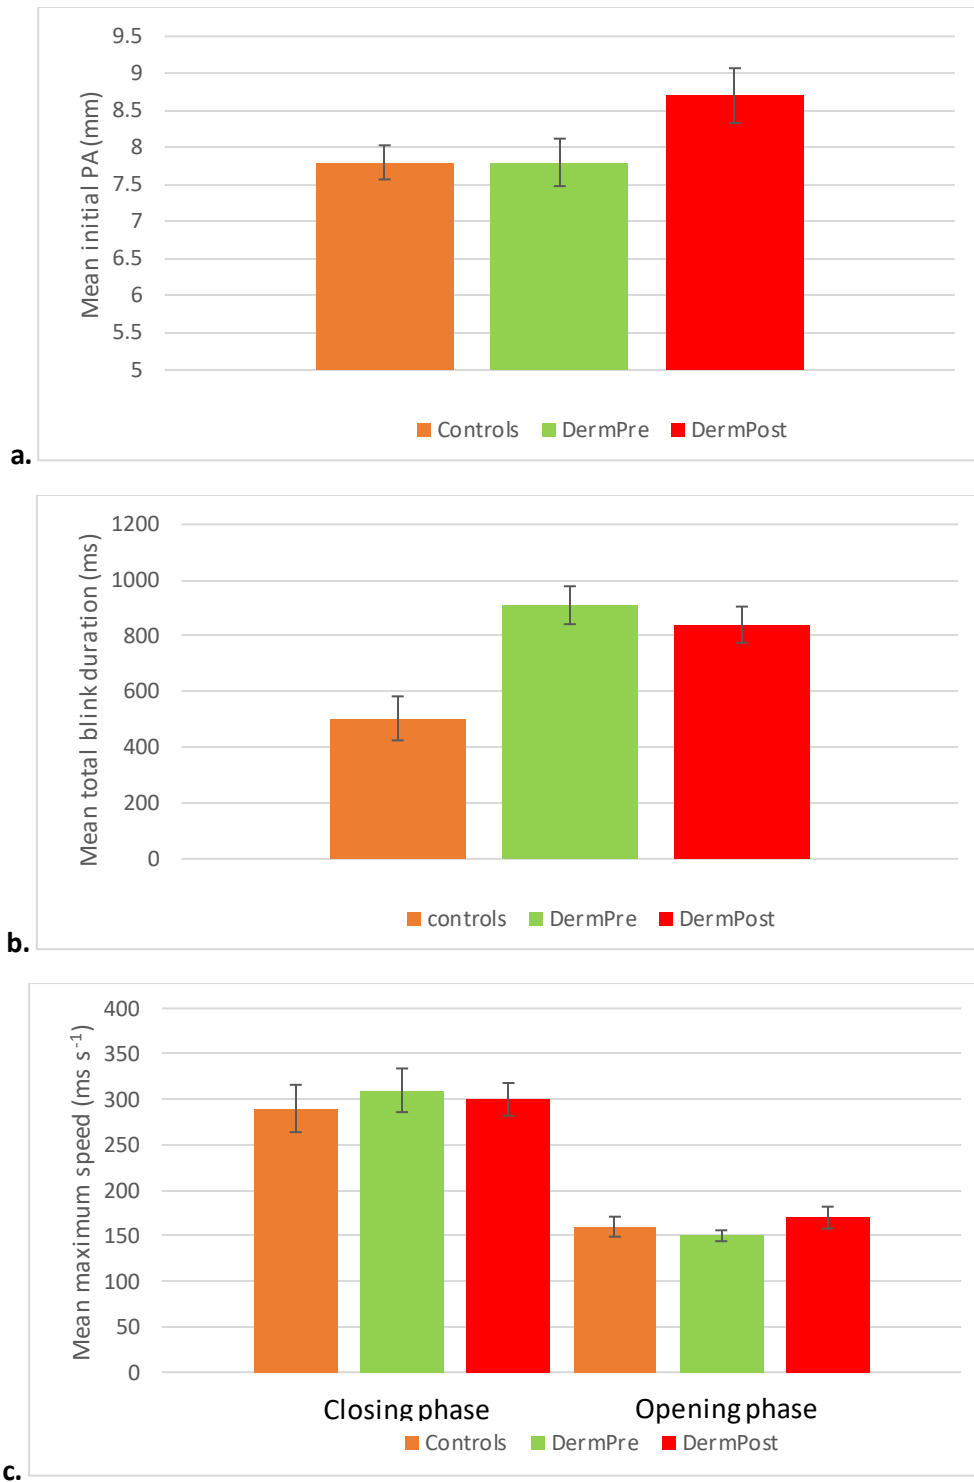 Mean initial PA (mm)
9.5
9
8.5
8
7.5
7
6.5
6
5.5
5
Controls DermPre DermPost
a.
Mean total blink duration (ms)
1200
1000
800
600
400
200
0
controls DermPre DermPost
b.
Mean maximum speed (ms s⁻¹)
400
350
300
250
200
150
100
50
0
Closing phase Opening phase
Controls DermPre DermPost
c.